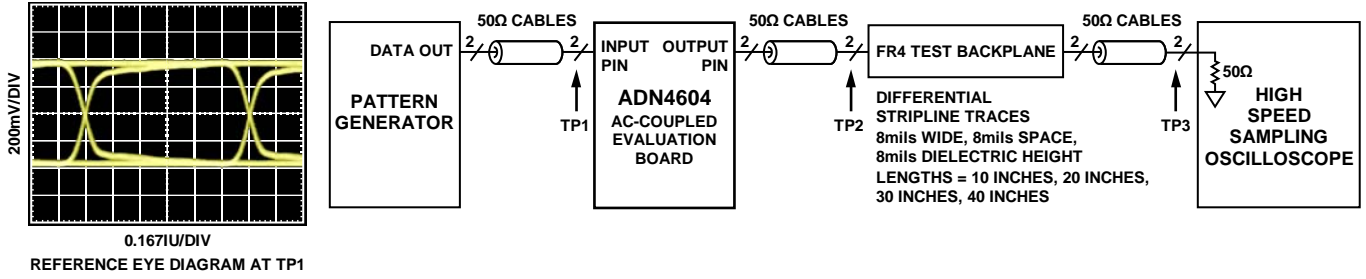 200mV/DIV
0.167IU/DIV
REFERENCE EYE DIAGRAM AT TP1
DATA OUT
PATTERN
GENERATOR
50Ω CABLES
2
2
TP1
INPUT
PIN
OUTPUT
PIN
ADN4604
AC-COUPLED
EVALUATION
BOARD
50Ω CABLES
2
2
TP2
FR4 TEST BACKPLANE
DIFFERENTIAL
STRIPLINE TRACES
8mils WIDE, 8mils SPACE,
8mils DIELECTRIC HEIGHT
LENGTHS = 10 INCHES, 20 INCHES,
30 INCHES, 40 INCHES
50Ω CABLES
2
2
TP3
50Ω
HIGH
SPEED
SAMPLING
OSCILLOSCOPE